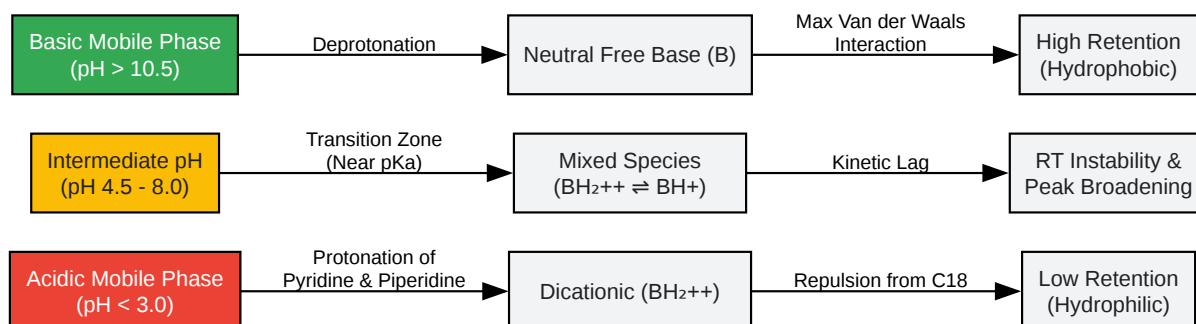 Basic Mobile Phase
(pH > 10.5)
Deprotonation
Neutral Free Base (B)
Max Van der Waals
Interaction
High Retention
(Hydrophobic)
Intermediate pH
(pH 4.5 - 8.0)
Transition Zone
(Near pKa)
Mixed Species
(BH₂++ ⇌ BH+)
Kinetic Lag
RT Instability &
Peak Broadening
Acidic Mobile Phase
(pH < 3.0)
Protonation of
Pyridine & Piperidine
Dicationic (BH₂++)
Repulsion from C18
Low Retention
(Hydrophilic)